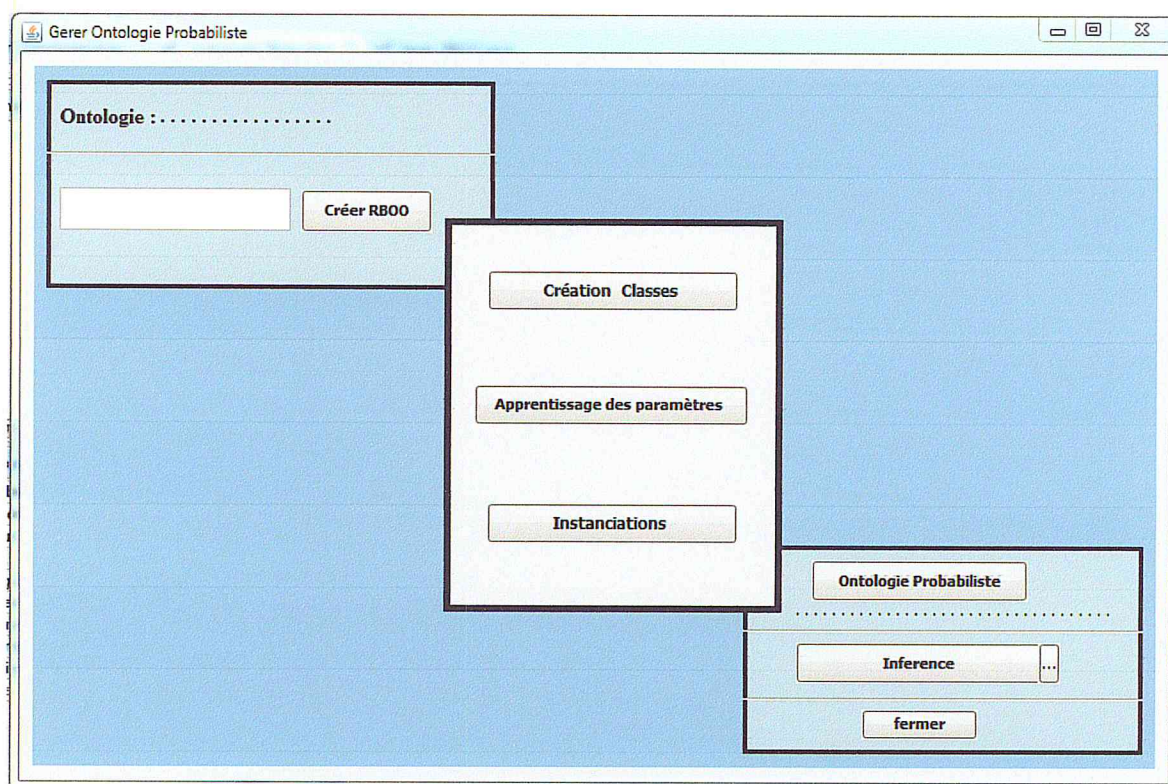 Gerer Ontologie Probabiliste
Ontologie : . . . . . . . . . . . . . . . . .
Créer RBOO
Création Classes
Apprentissage des paramètres
Instanciations
Ontologie Probabiliste
. . . . . . . . . . . . . . . . . . . . . . . . . . . . . . . . . . .
Inference ...
fermer